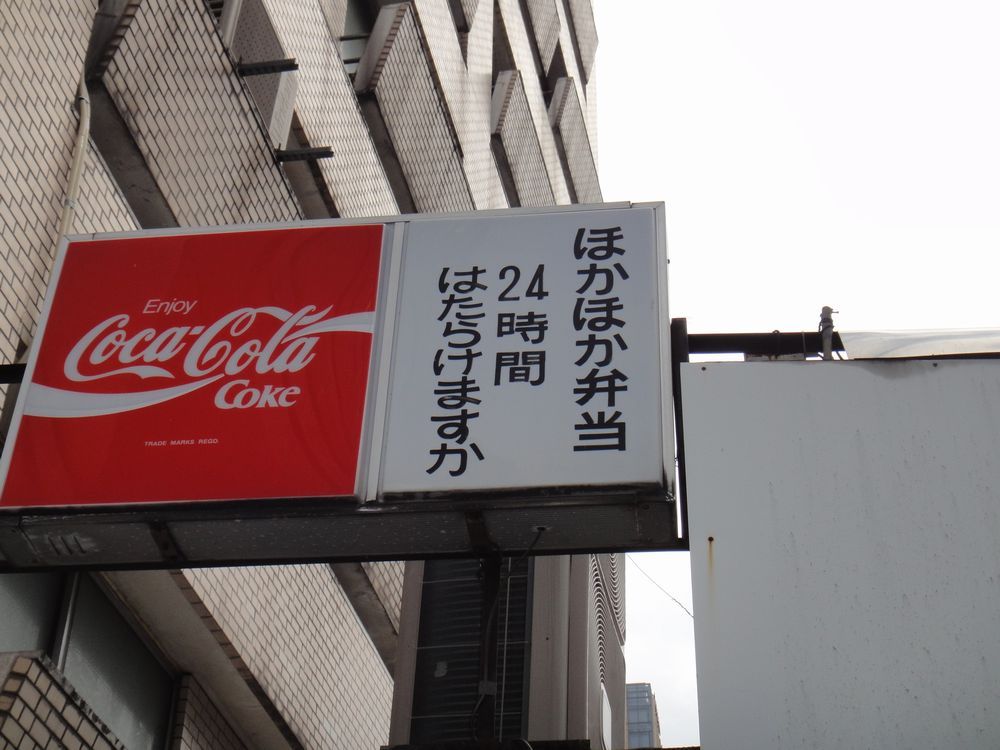 Enjoy
Coca-Cola
Coke
TRADE MARKS REGD.
ほかほか弁当
24時間
はたらけますか